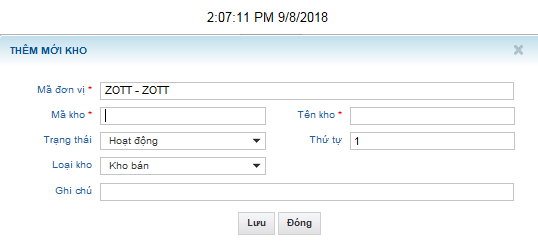 2:07:11 PM 9/8/2018
THÊM MỚI KHO
Mã đơn vị * ZOTT - ZOTT
Mã kho * Tên kho *
Trạng thái Hoạt động Thứ tự 1
Loại kho Kho bán
Ghi chú
Lưu Đóng